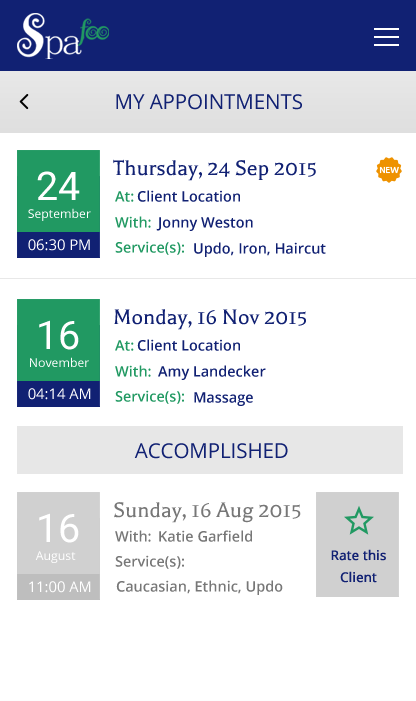 Spa foo
MY APPOINTMENTS
24
September
06:30 PM
Thursday, 24 Sep 2015
NEW
At: Client Location
With: Jonny Weston
Service(s): Updo, Iron, Haircut
16
November
04:14 AM
Monday, 16 Nov 2015
At: Client Location
With: Amy Landecker
Service(s): Massage
ACCOMPLISHED
16
August
11:00 AM
Sunday, 16 Aug 2015
With: Katie Garfield
Service(s):
Caucasian, Ethnic, Updo
Rate this
Client